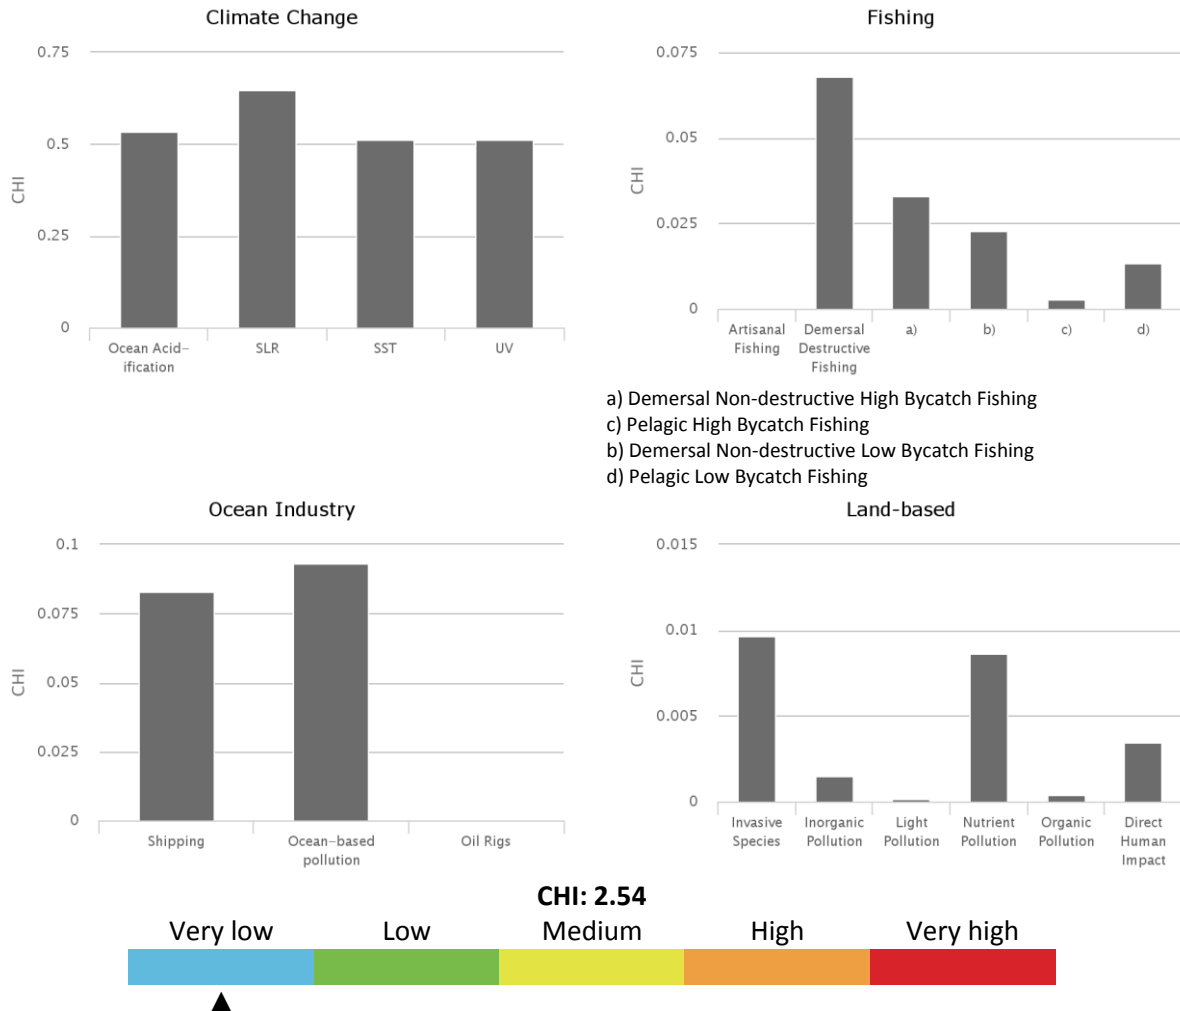 Climate Change
0.75
0.5
0.25
0
CHI
Ocean Acid–
ification
SLR
SST
UV
Fishing
0.075
0.05
0.025
0
CHI
Artisanal
Fishing
Demersal
Destructive
Fishing
a)
b)
c)
d)
a) Demersal Non-destructive High Bycatch Fishing
c) Pelagic High Bycatch Fishing
b) Demersal Non-destructive Low Bycatch Fishing
d) Pelagic Low Bycatch Fishing
Ocean Industry
0.1
0.075
0.05
0.025
0
CHI
Shipping
Ocean–based
pollution
Oil Rigs
Land-based
0.015
0.01
0.005
0
CHI
Invasive
Species
Inorganic
Pollution
Light
Pollution
Nutrient
Pollution
Organic
Pollution
Direct
Human
Impact
CHI: 2.54
Very low
Low
Medium
High
Very high